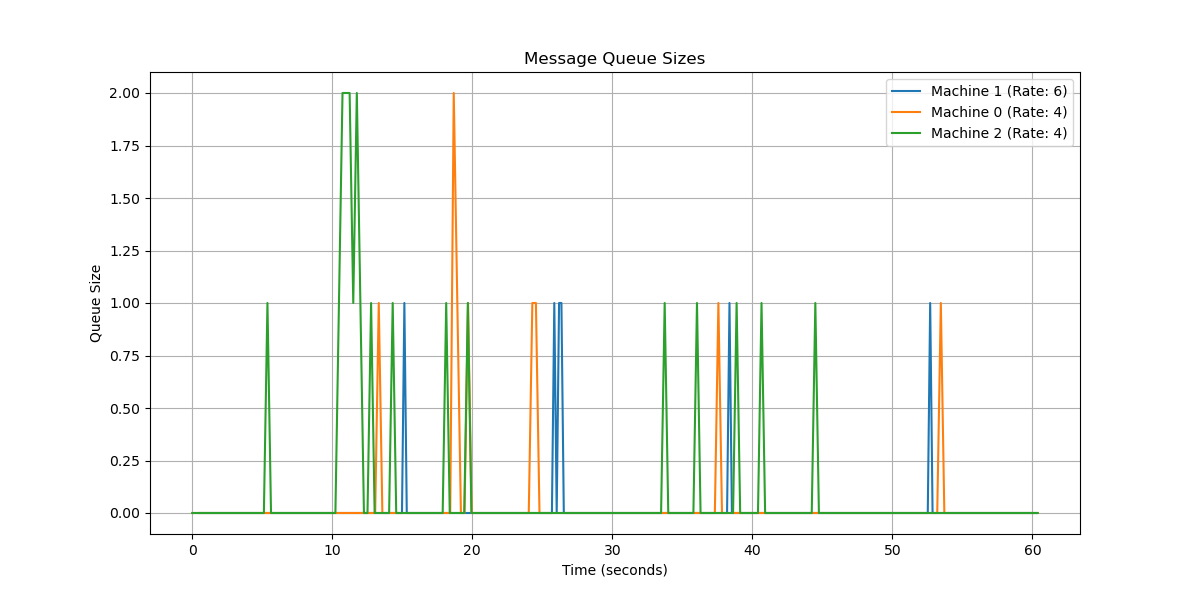 Message Queue Sizes
Machine 1 (Rate: 6)
Machine 0 (Rate: 4)
Machine 2 (Rate: 4)
2.00
1.75
1.50
1.25
1.00
0.75
0.50
0.25
0.00
Queue Size
0 10 20 30 40 50 60
Time (seconds)